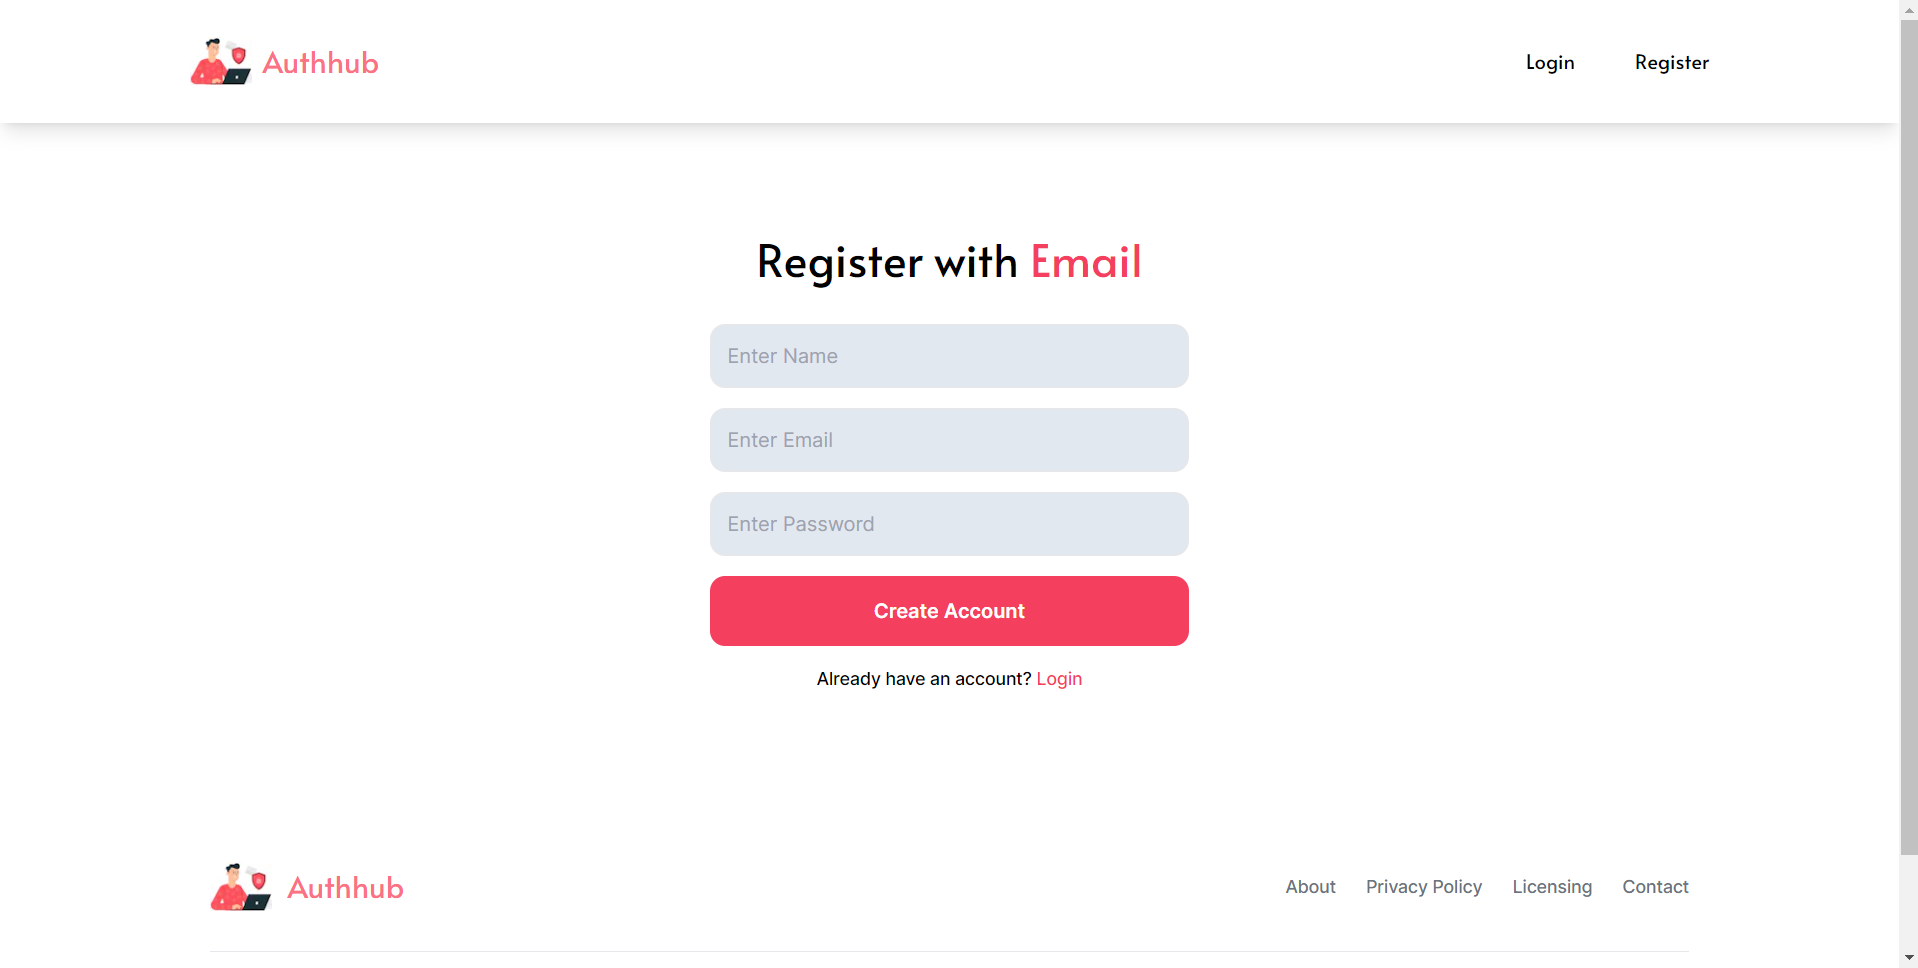 Authhub
Login
Register
Register with Email
Enter Name
Enter Email
Enter Password
Create Account
Already have an account? Login
Authhub
About
Privacy Policy
Licensing
Contact